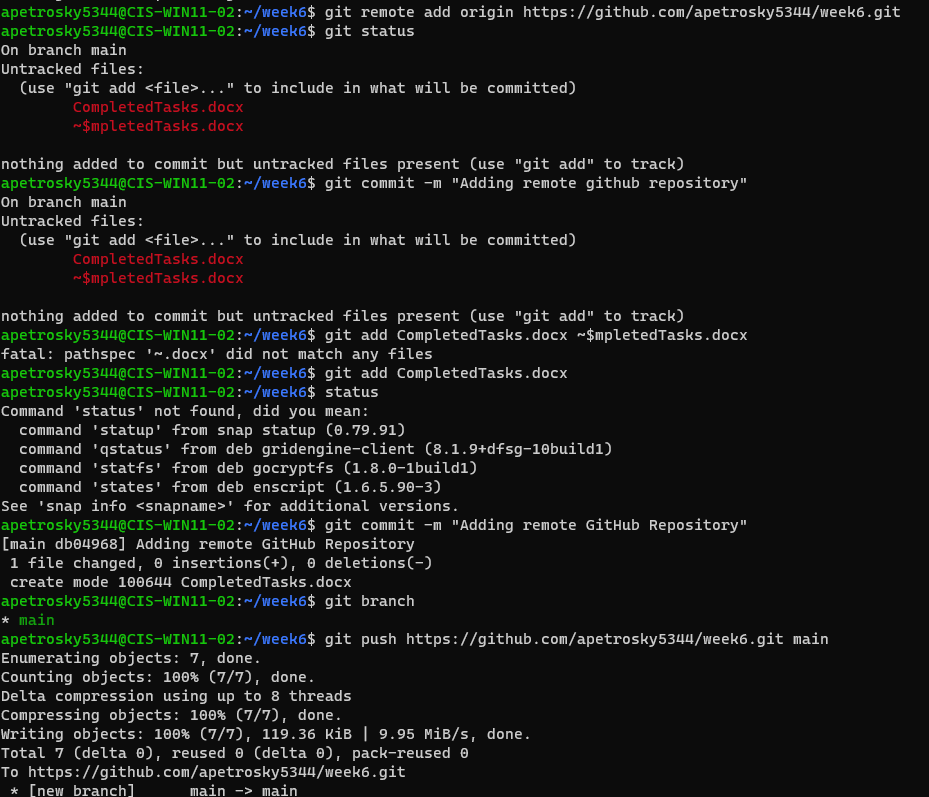 apetrosky5344@CIS-WIN11-02:~/week6$ git remote add origin https://github.com/apetrosky5344/week6.git
apetrosky5344@CIS-WIN11-02:~/week6$ git status
On branch main
Untracked files:
  (use "git add <file>..." to include in what will be committed)
        CompletedTasks.docx
        ~$mpletedTasks.docx

nothing added to commit but untracked files present (use "git add" to track)
apetrosky5344@CIS-WIN11-02:~/week6$ git commit -m "Adding remote github repository"
On branch main
Untracked files:
  (use "git add <file>..." to include in what will be committed)
        CompletedTasks.docx
        ~$mpletedTasks.docx

nothing added to commit but untracked files present (use "git add" to track)
apetrosky5344@CIS-WIN11-02:~/week6$ git add CompletedTasks.docx ~$mpletedTasks.docx
fatal: pathspec '~.docx' did not match any files
apetrosky5344@CIS-WIN11-02:~/week6$ git add CompletedTasks.docx
apetrosky5344@CIS-WIN11-02:~/week6$ status
Command 'status' not found, did you mean:
  command 'statup' from snap statup (0.79.91)
  command 'qstatus' from deb gridengine-client (8.1.9+dfsg-10build1)
  command 'statfs' from deb gocryptfs (1.8.0-1build1)
  command 'states' from deb enscript (1.6.5.90-3)
See 'snap info <snapname>' for additional versions.
apetrosky5344@CIS-WIN11-02:~/week6$ git commit -m "Adding remote GitHub Repository"
[main db04968] Adding remote GitHub Repository
 1 file changed, 0 insertions(+), 0 deletions(-)
 create mode 100644 CompletedTasks.docx
apetrosky5344@CIS-WIN11-02:~/week6$ git branch
* main
apetrosky5344@CIS-WIN11-02:~/week6$ git push https://github.com/apetrosky5344/week6.git main
Enumerating objects: 7, done.
Counting objects: 100% (7/7), done.
Delta compression using up to 8 threads
Compressing objects: 100% (7/7), done.
Writing objects: 100% (7/7), 119.36 KiB | 9.95 MiB/s, done.
Total 7 (delta 0), reused 0 (delta 0), pack-reused 0
To https://github.com/apetrosky5344/week6.git
 * [new branch]      main -> main